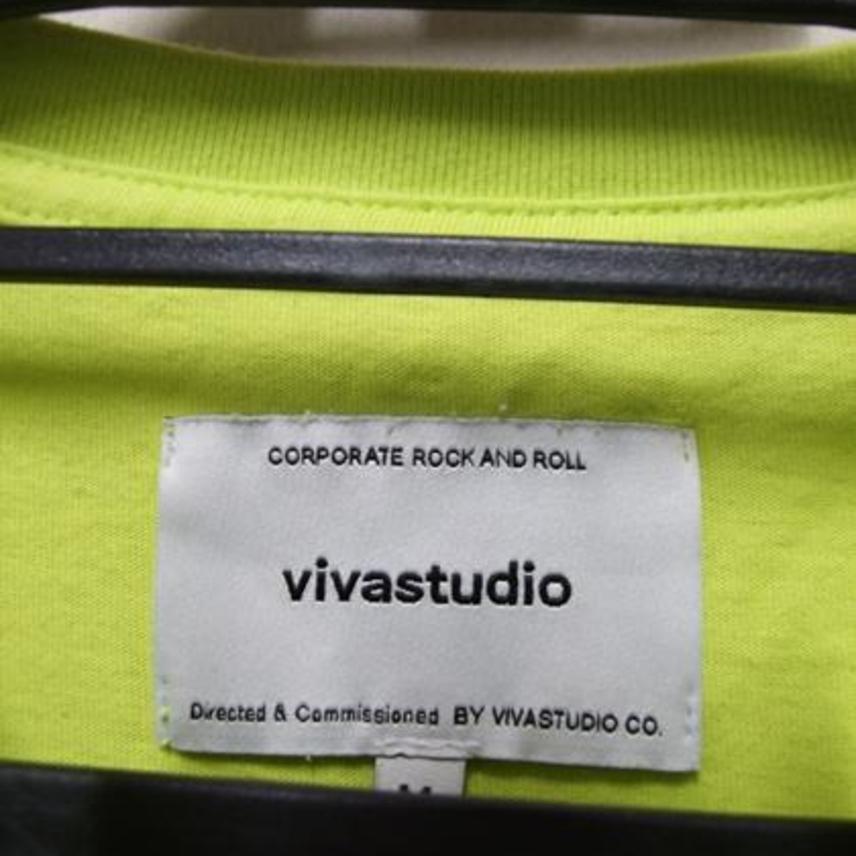 CORPORATE ROCK AND ROLL
vivastudio
Directed & Commissioned BY VIVASTUDIO CO.
M